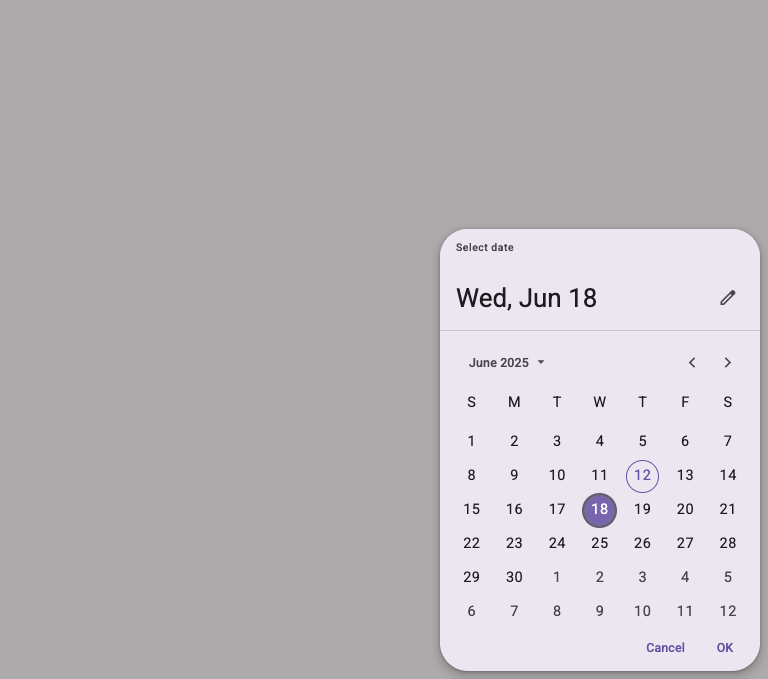 Select date
Wed, Jun 18
June 2025
S M T W T F S
1 2 3 4 5 6 7
8 9 10 11 12 13 14
15 16 17 18 19 20 21
22 23 24 25 26 27 28
29 30 1 2 3 4 5
6 7 8 9 10 11 12
Cancel OK